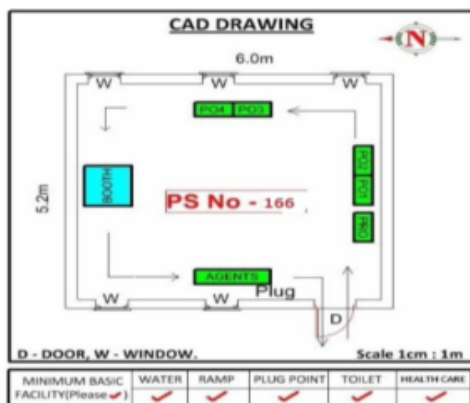 CAD DRAWING
N
6.0m
W W W
PO4 PO3
5.2m
BOOTH
PO2
PO1
PS No - 166
PRO
AGENTS
Plug
W W
D
D - DOOR, W - WINDOW.
Scale 1cm : 1m
MINIMUM BASIC FACILITY(Please ✓)
WATER
RAMP
PLUG POINT
TOILET
HEALTH CARE
✓ ✓ ✓ ✓ ✓